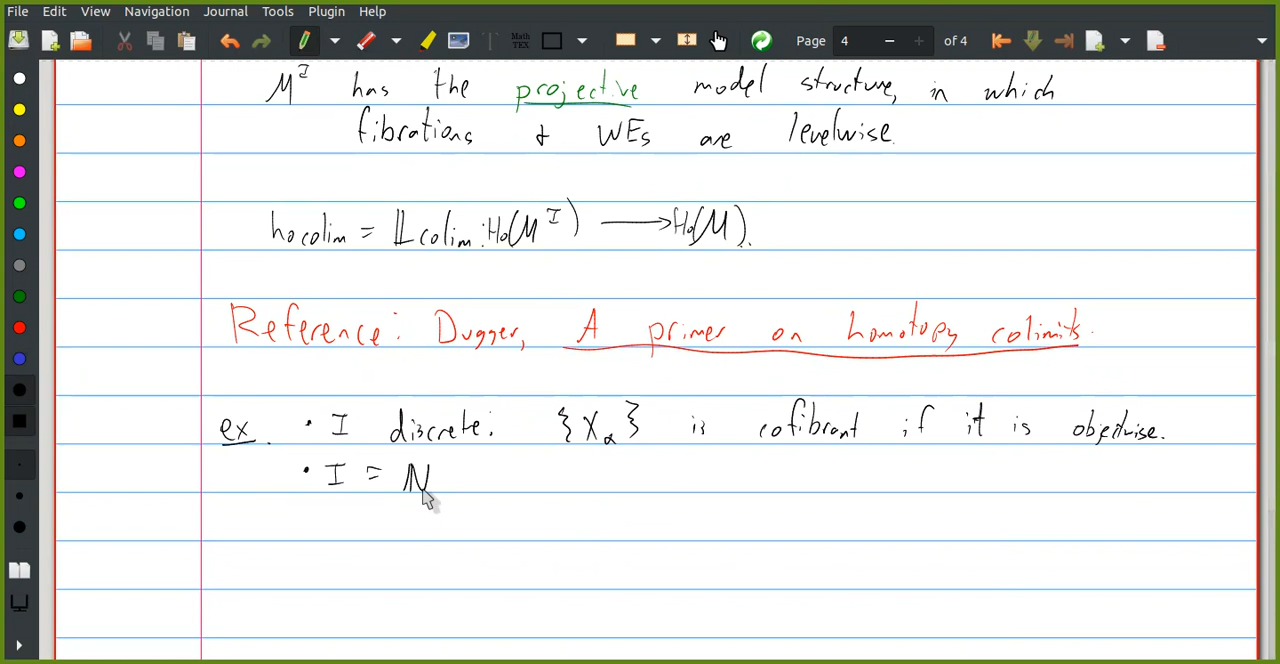 File Edit View Navigation Journal Tools Plugin Help
Math TEX Page 4 of 4
M^I has the projective model structure, in which
fibrations & WEs are levelwise.
hocolim = 𝕃colim: Ho(M^I) ⟶ Ho(M).
Reference: Dugger, A primer on homotopy colimits.
ex. • I discrete: {X_α} is cofibrant if it is objectwise.
• I = ℕ